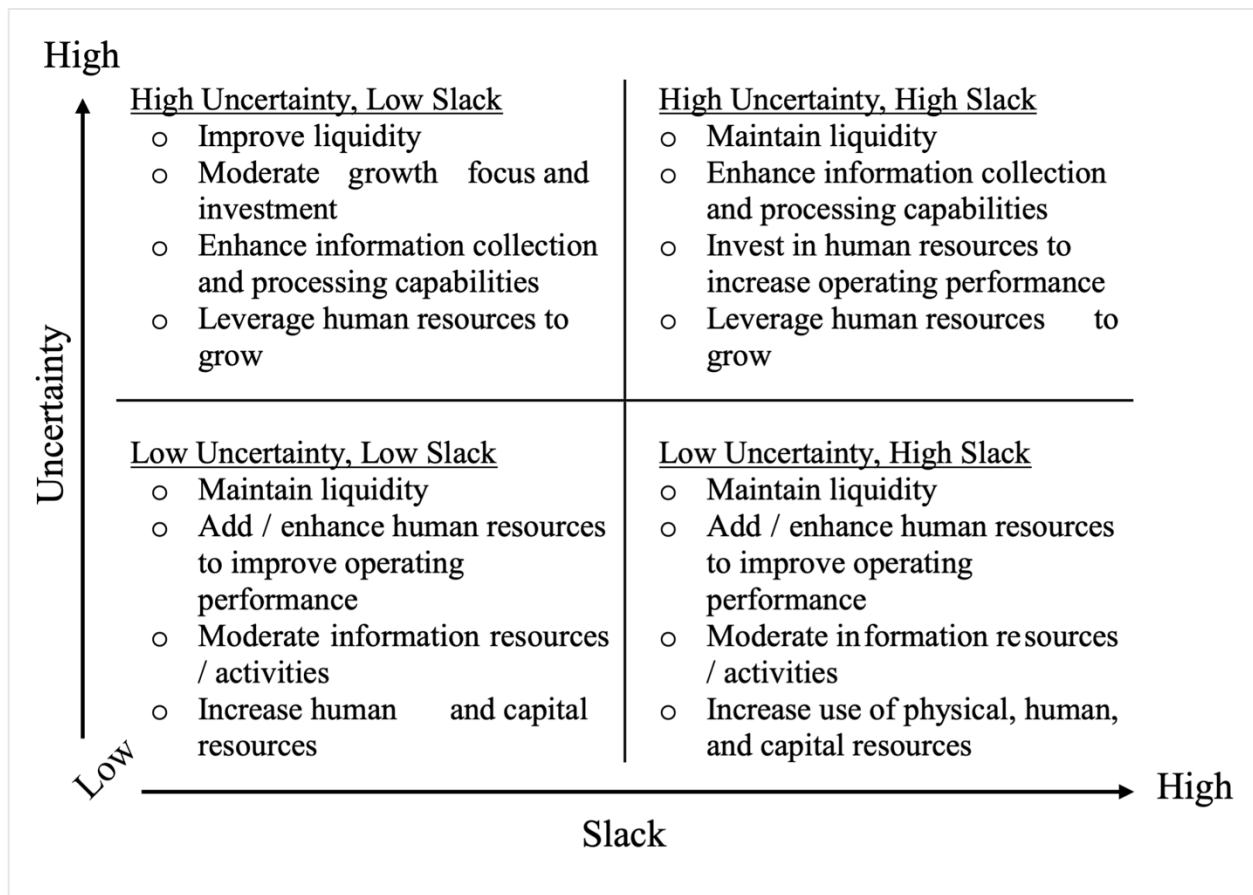 High
High Uncertainty, Low Slack
o Improve liquidity
o Moderate growth focus and
investment
o Enhance information collection
and processing capabilities
o Leverage human resources to
grow
High Uncertainty, High Slack
o Maintain liquidity
o Enhance information collection
and processing capabilities
o Invest in human resources to
increase operating performance
o Leverage human resources to
grow
Uncertainty
Low Uncertainty, Low Slack
o Maintain liquidity
o Add / enhance human resources
to improve operating
performance
o Moderate information resources
/ activities
o Increase human and capital
resources
Low Uncertainty, High Slack
o Maintain liquidity
o Add / enhance human resources
to improve operating
performance
o Moderate information resources
/ activities
o Increase use of physical, human,
and capital resources
Low
High
Slack